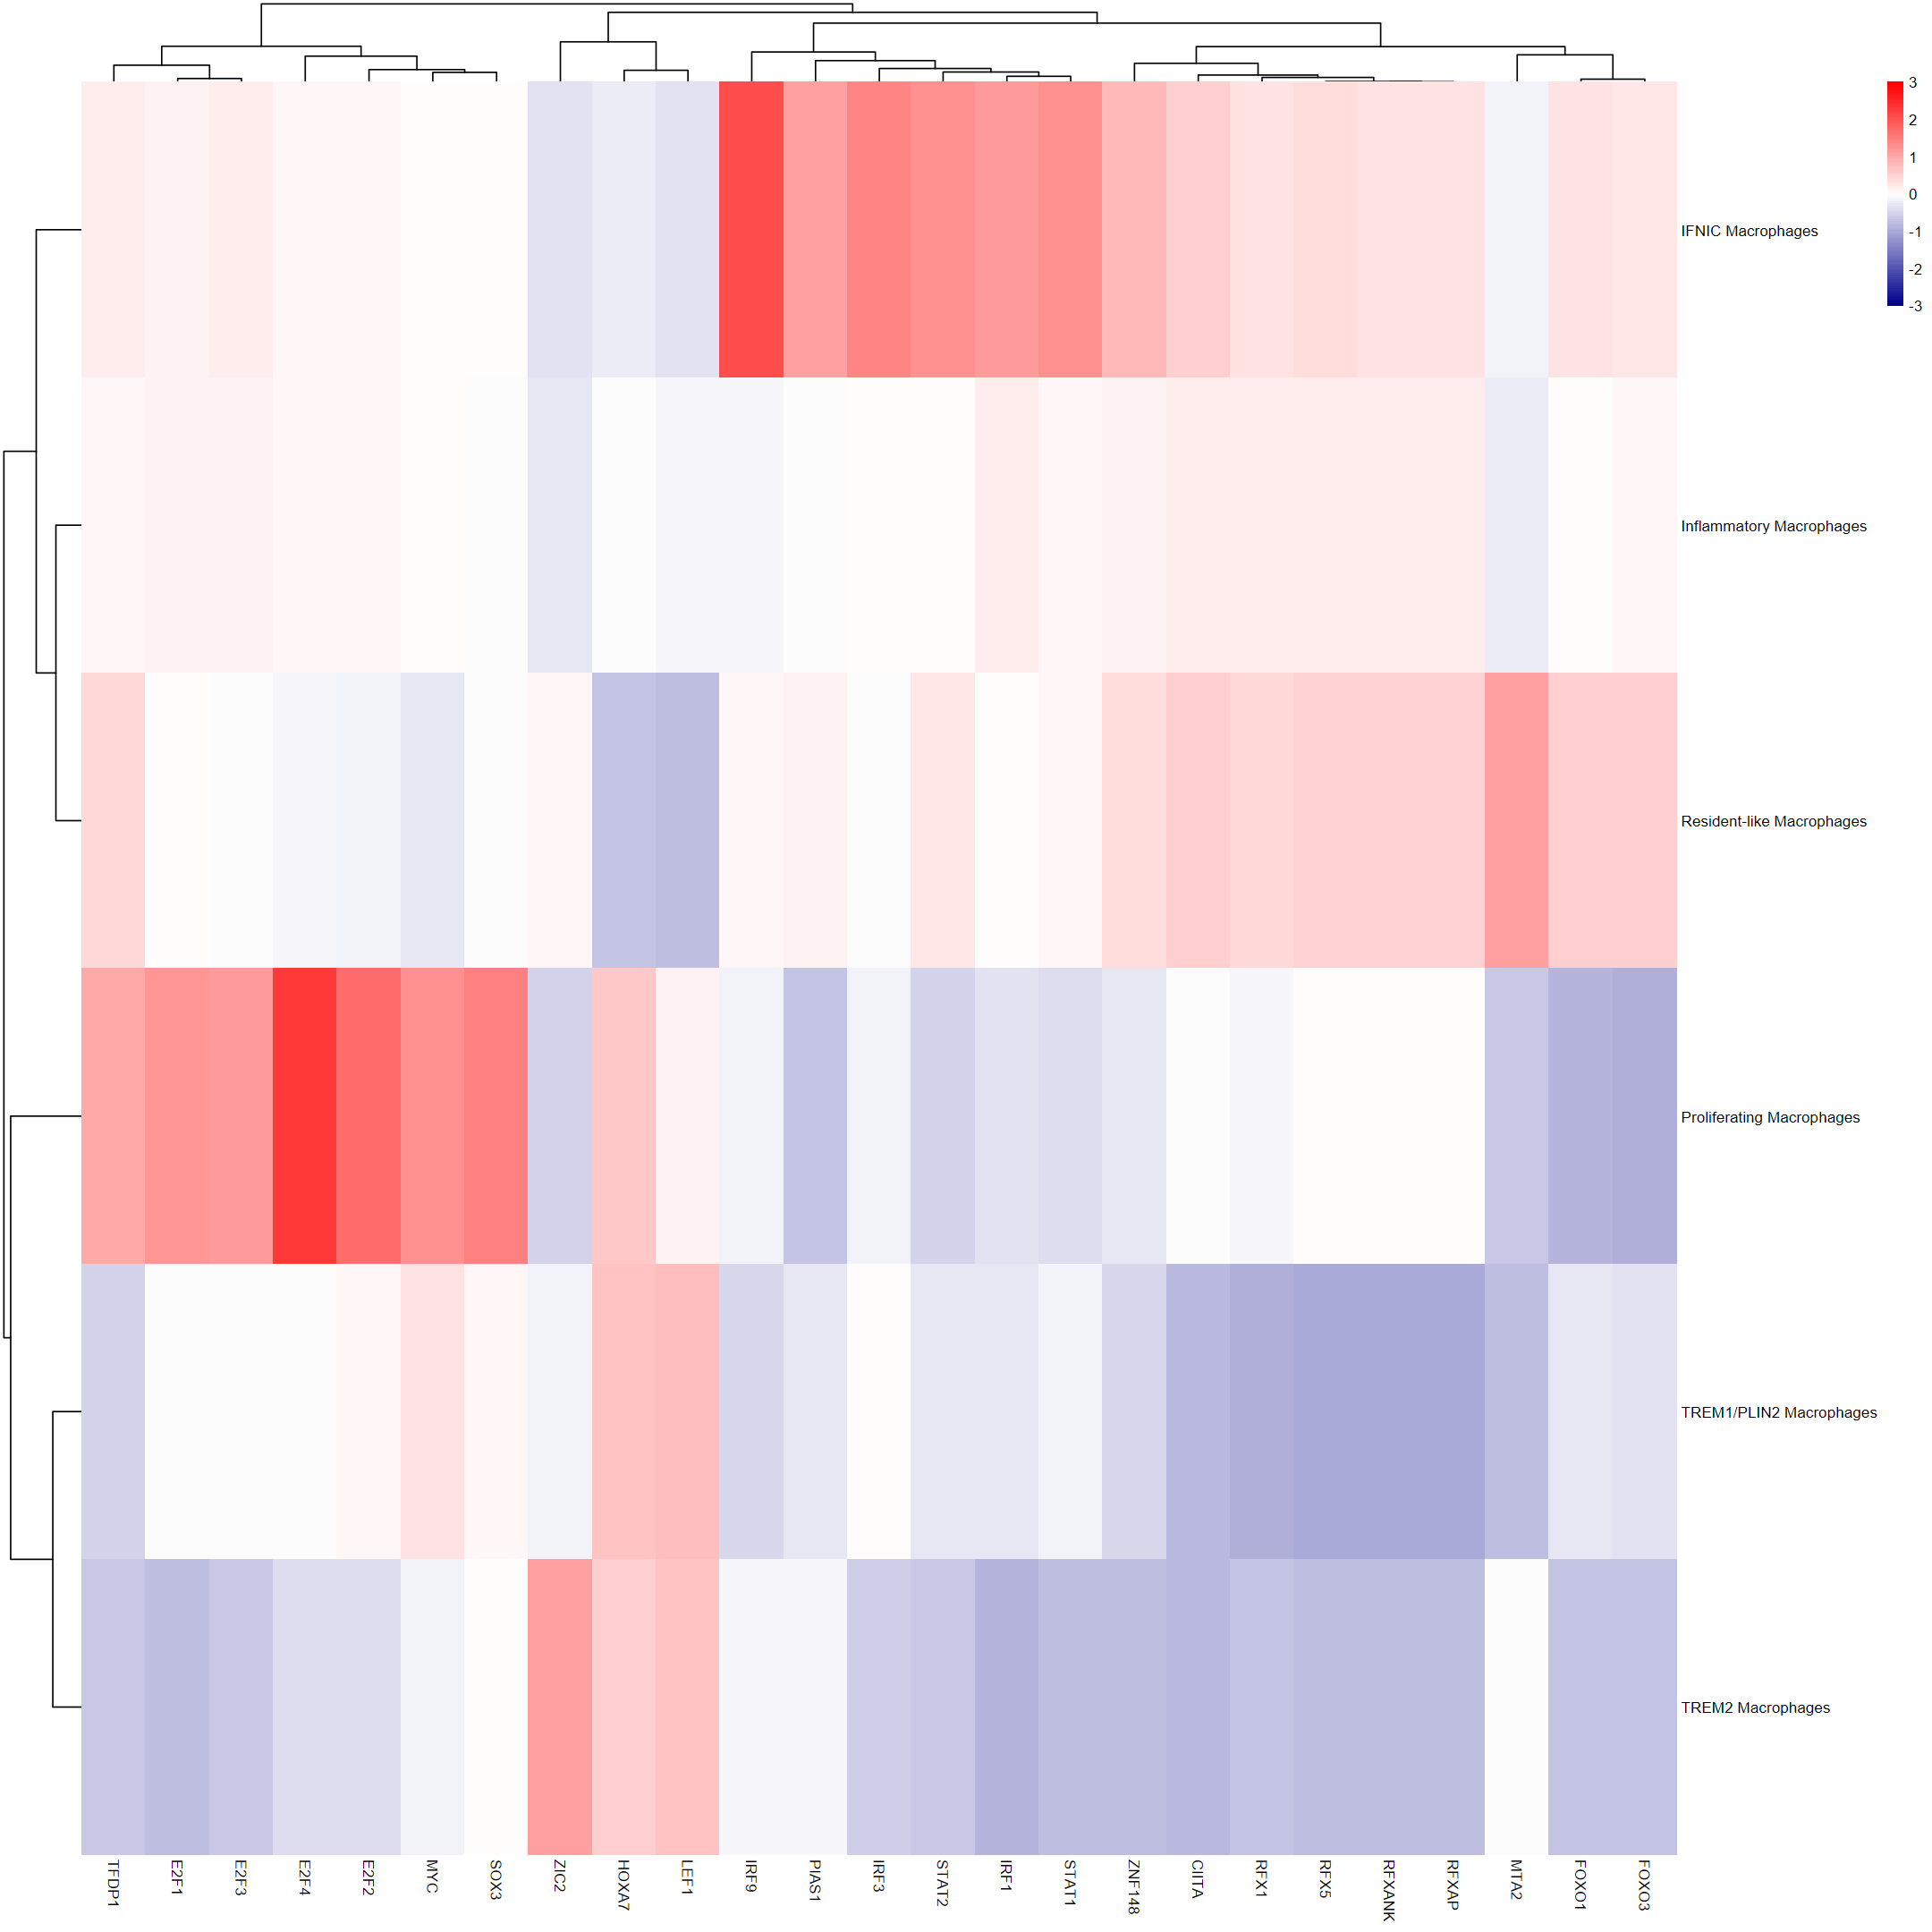 3
2
1
0
-1
-2
-3
IFNIC Macrophages
Inflammatory Macrophages
Resident-like Macrophages
Proliferating Macrophages
TREM1/PLIN2 Macrophages
TREM2 Macrophages
TFDP1
E2F1
E2F3
E2F4
E2F2
MYC
SOX3
ZIC2
HOXA7
LEF1
IRF9
PIAS1
IRF3
STAT2
IRF1
STAT1
ZNF148
CIITA
RFX1
RFX5
RFXANK
RFXAP
MTA2
FOXO1
FOXO3